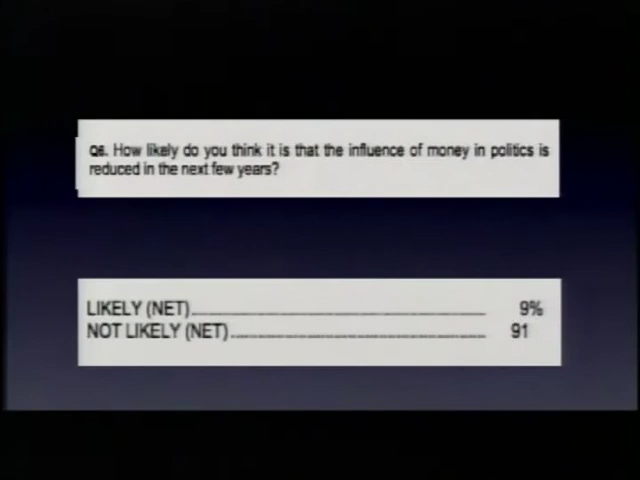 Q6. How likely do you think it is that the influence of money in politics is
reduced in the next few years?
LIKELY (NET) 9%
NOT LIKELY (NET) 91